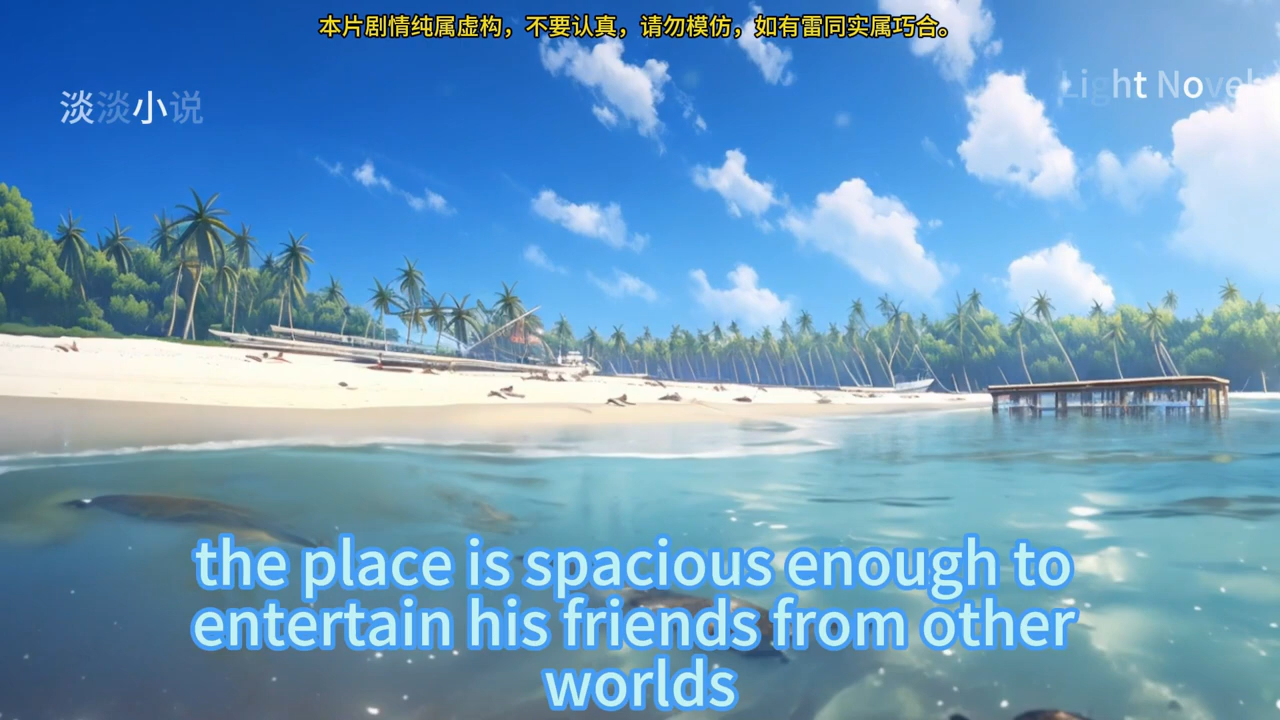 本片剧情纯属虚构，不要认真，请勿模仿，如有雷同实属巧合。
淡淡小说
Light Novel
the place is spacious enough to
entertain his friends from other
worlds